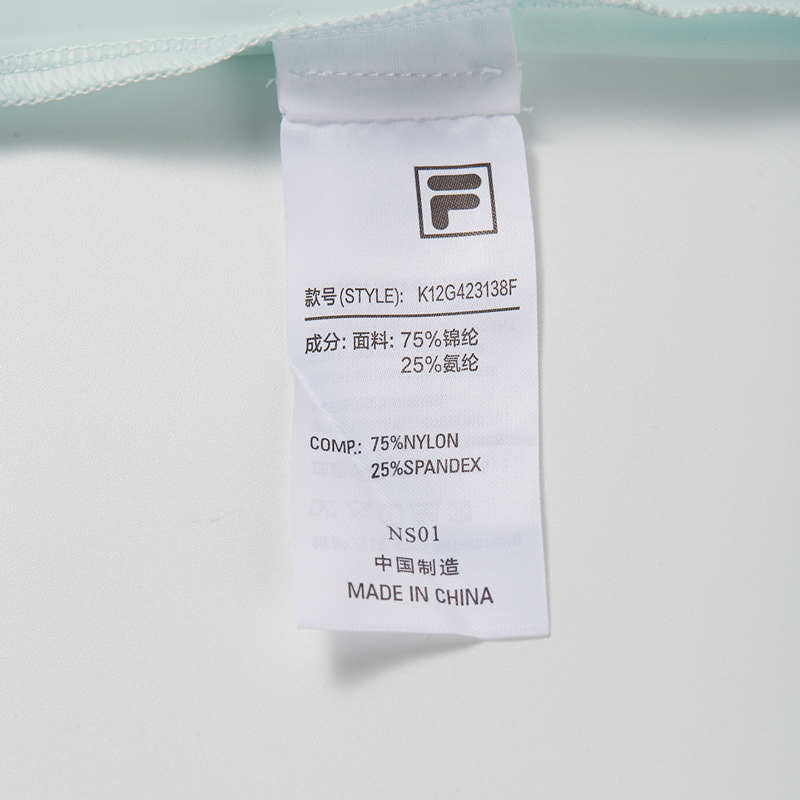 F
款号(STYLE): K12G423138F
成分: 面料: 75%锦纶
25%氨纶
COMP.: 75%NYLON
25%SPANDEX
NS01
中国制造
MADE IN CHINA